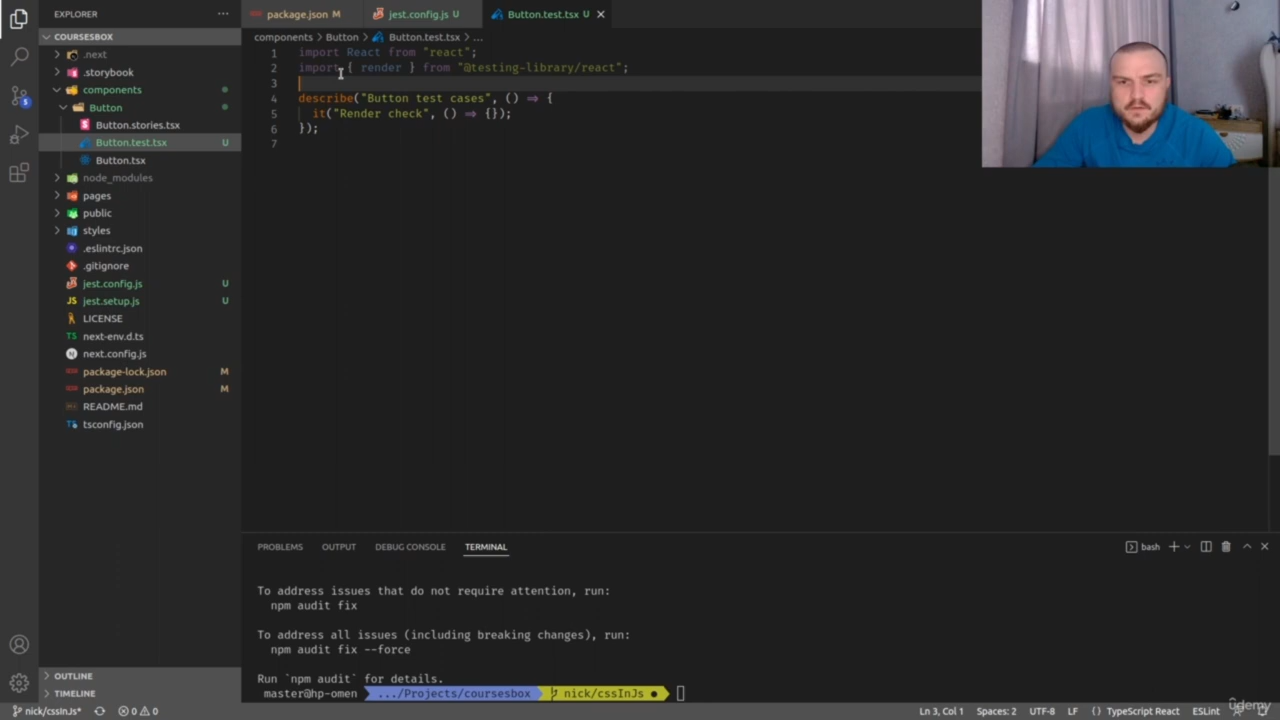 EXPLORER
COURSESBOX
.next
.storybook
components
Button
Button.stories.tsx
Button.test.tsx U
Button.tsx
node_modules
pages
public
styles
.eslintrc.json
.gitignore
jest.config.js U
jest.setup.js U
LICENSE
next-env.d.ts
next.config.js
package-lock.json M
package.json M
README.md
tsconfig.json
OUTLINE
TIMELINE
package.json M
jest.config.js U
Button.test.tsx U
components > Button > Button.test.tsx > ...
1 import React from "react";
2 import { render } from "@testing-library/react";
3
4 describe("Button test cases", () => {
5 it("Render check", () => {});
6 });
7
PROBLEMS OUTPUT DEBUG CONSOLE TERMINAL
bash
To address issues that do not require attention, run:
npm audit fix
To address all issues (including breaking changes), run:
npm audit fix --force
Run `npm audit` for details.
master@hp-omen .../Projects/coursesbox nick/cssInJs ●
nick/cssInJs* 0 0 Ln 3, Col 1 Spaces: 2 UTF-8 LF {} TypeScript React ESLint
udemy